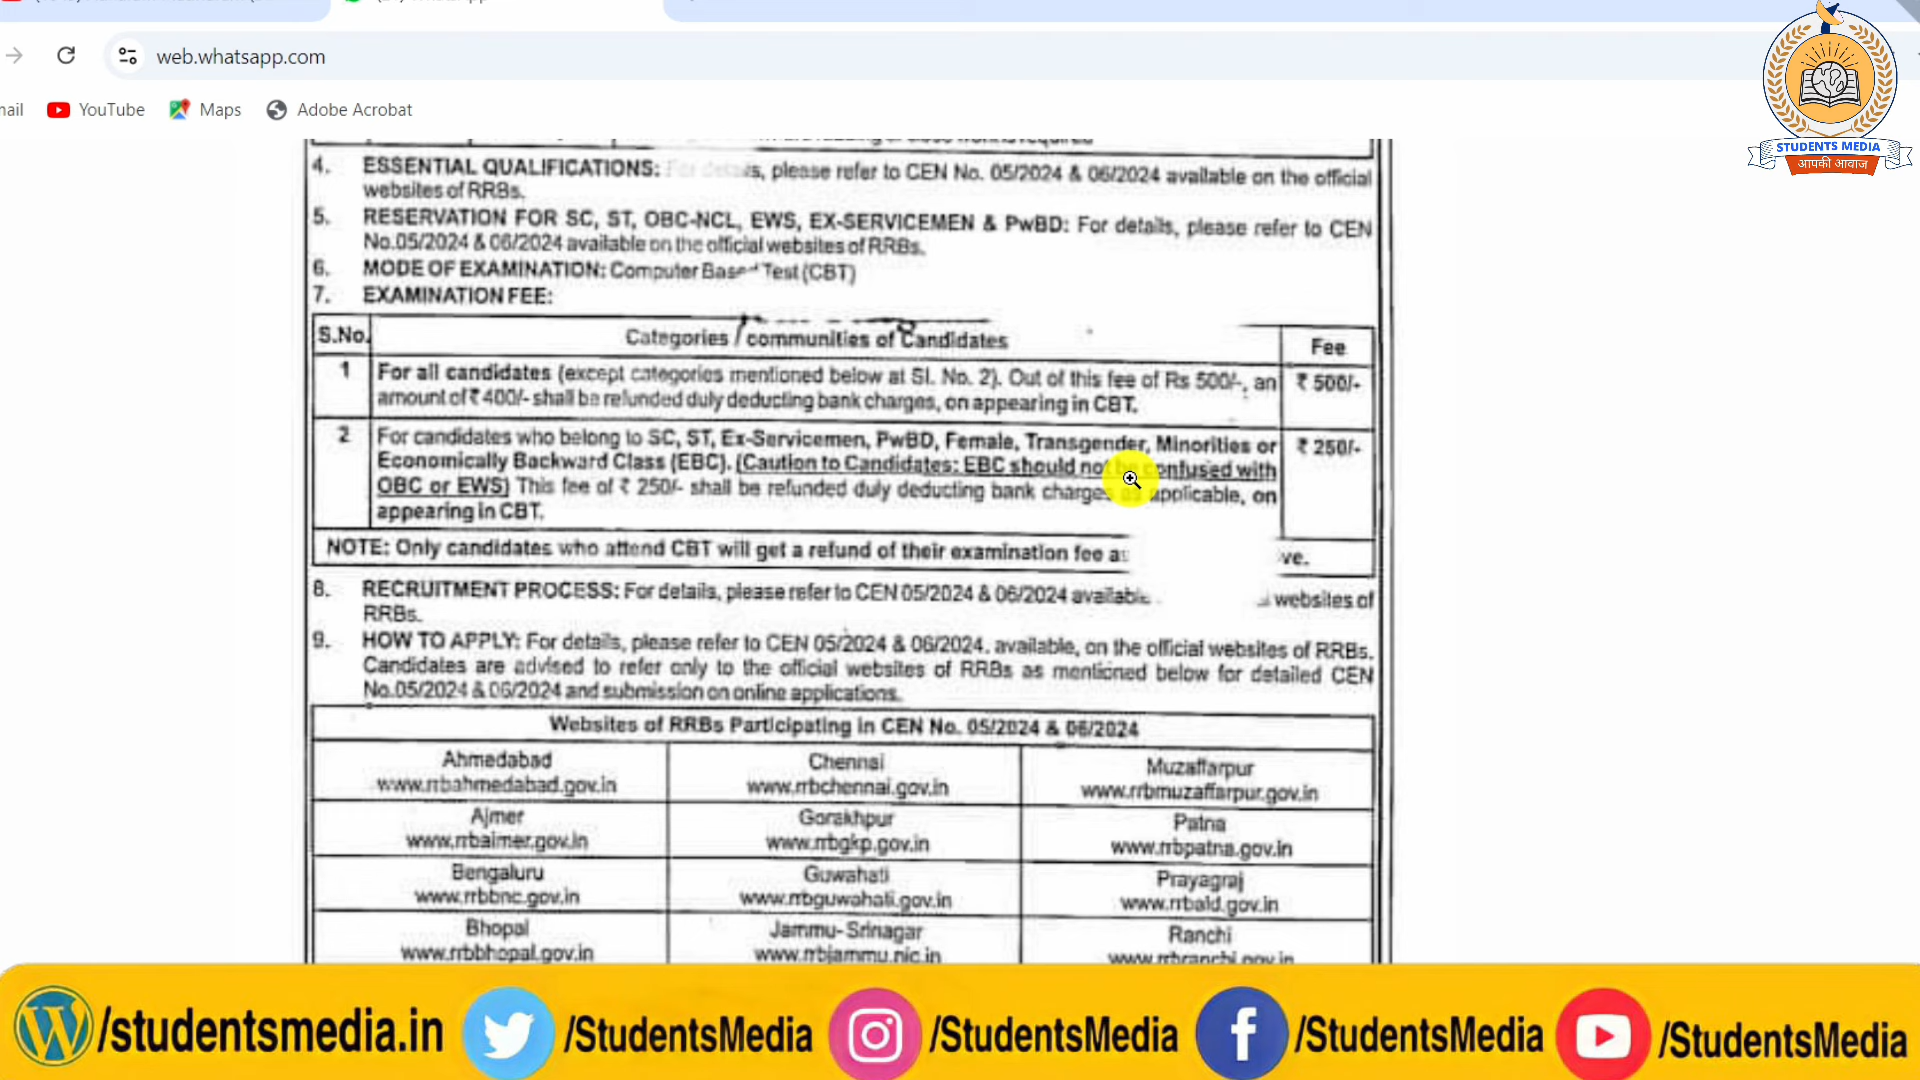 web.whatsapp.com
YouTube
Maps
Adobe Acrobat
STUDENTS MEDIA
आपकी आवाज
4. ESSENTIAL QUALIFICATIONS: please refer to CEN No. 05/2024 & 06/2024 available on the official
websites of RRBs.
5. RESERVATION FOR SC, ST, OBC-NCL, EWS, EX-SERVICEMEN & PwBD: For details, please refer to CEN
No.05/2024 & 06/2024 available on the official websites of RRBs.
6. MODE OF EXAMINATION: Computer Based Test (CBT)
7. EXAMINATION FEE:
S.No. Categories / communities of Candidates Fee
1 For all candidates (except categories mentioned below at Sl. No. 2). Out of this fee of Rs 500/-, an ₹ 500/-
amount of ₹ 400/- shall be refunded duly deducting bank charges, on appearing in CBT.
2 For candidates who belong to SC, ST, Ex-Servicemen, PwBD, Female, Transgender, Minorities or ₹ 250/-
Economically Backward Class (EBC). (Caution to Candidates: EBC should not be confused with
OBC or EWS) This fee of ₹ 250/- shall be refunded duly deducting bank charges as applicable, on
appearing in CBT.
NOTE: Only candidates who attend CBT will get a refund of their examination fee as ve.
8. RECRUITMENT PROCESS: For details, please refer to CEN 05/2024 & 06/2024 available websites of
RRBs.
9. HOW TO APPLY: For details, please refer to CEN 05/2024 & 06/2024. available, on the official websites of RRBs.
Candidates are advised to refer only to the official websites of RRBs as mentioned below for detailed CEN
No.05/2024 & 06/2024 and submission on online applications.
Websites of RRBs Participating in CEN No. 05/2024 & 06/2024
Ahmedabad Chennai Muzaffarpur
www.rrbahmedabad.gov.in www.rrbchennai.gov.in www.rrbmuzaffarpur.gov.in
Ajmer Gorakhpur Patna
www.rrbajmer.gov.in www.rrbgkp.gov.in www.rrbpatna.gov.in
Bengaluru Guwahati Prayagraj
www.rrbbnc.gov.in www.rrbguwahati.gov.in www.rrbald.gov.in
Bhopal Jammu-Srinagar Ranchi
www.rrbbhopal.gov.in www.rrbjammu.nic.in www.rrbranchi.gov.in
/studentsmedia.in /StudentsMedia /StudentsMedia /StudentsMedia /StudentsMedia